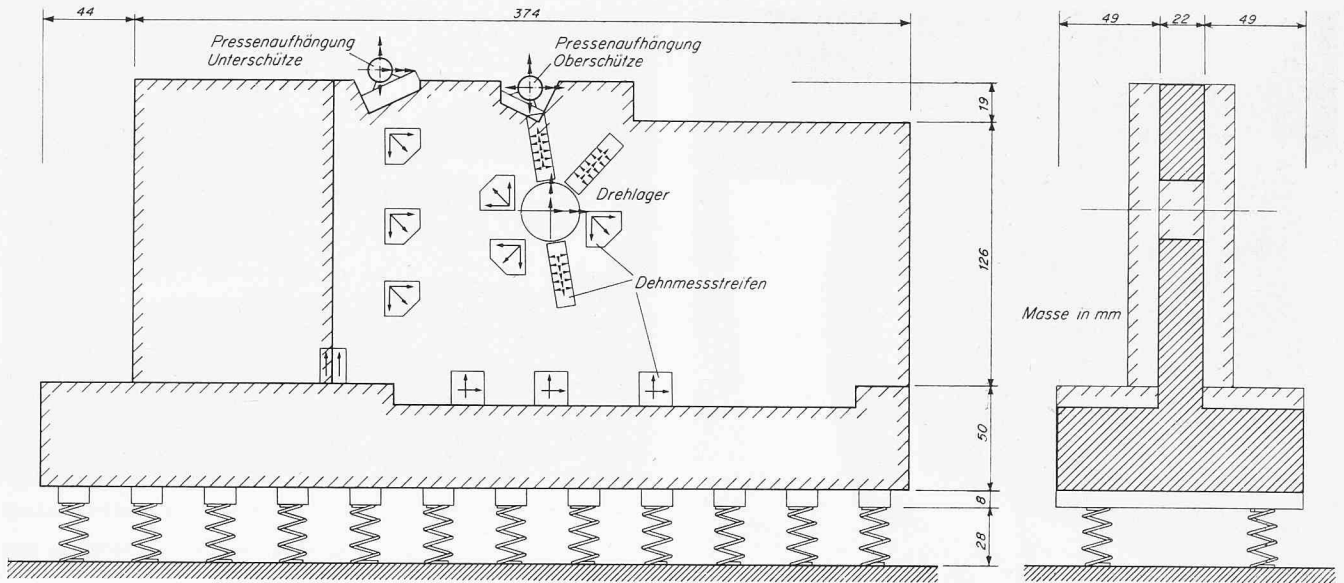 44
374
49
22
49
Pressenaufhängung
Unterschütze
Pressenaufhängung
Oberschütze
19
Drehlager
126
Dehnmessstreifen
Masse in mm
50
8
28